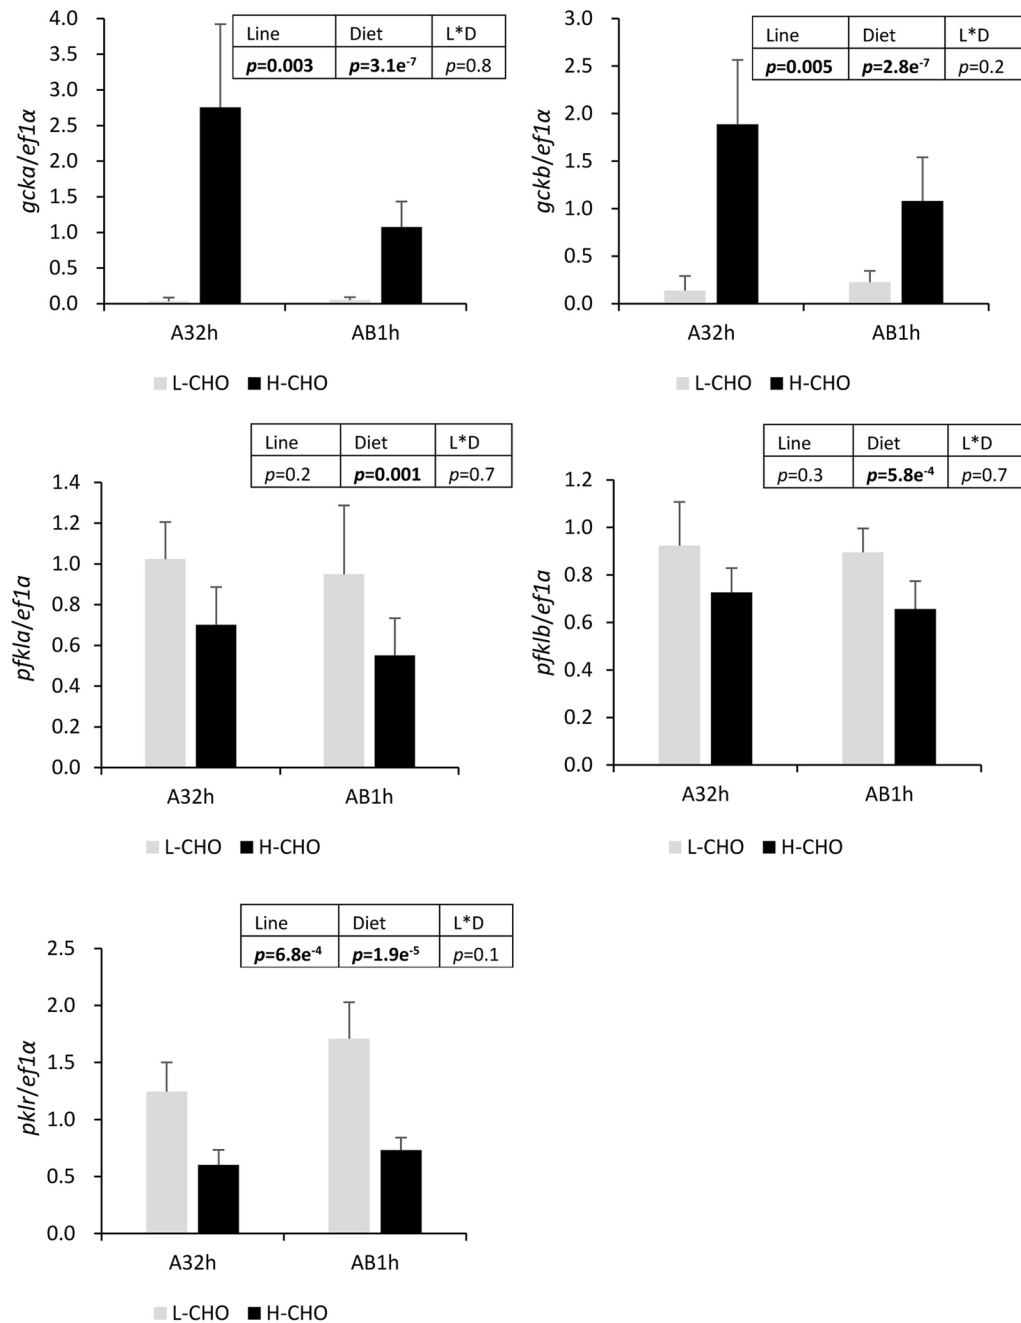 Line Diet L*D
p=0.003 p=3.1e-7 p=0.8
gcka/ef1α
4.0
3.5
3.0
2.5
2.0
1.5
1.0
0.5
0.0
A32h AB1h
L-CHO H-CHO
Line Diet L*D
p=0.005 p=2.8e-7 p=0.2
gckb/ef1α
3.0
2.5
2.0
1.5
1.0
0.5
0.0
A32h AB1h
L-CHO H-CHO
Line Diet L*D
p=0.2 p=0.001 p=0.7
pfkla/ef1a
1.4
1.2
1.0
0.8
0.6
0.4
0.2
0.0
A32h AB1h
L-CHO H-CHO
Line Diet L*D
p=0.3 p=5.8e-4 p=0.7
pfklb/ef1a
1.2
1.0
0.8
0.6
0.4
0.2
0.0
A32h AB1h
L-CHO H-CHO
Line Diet L*D
p=6.8e-4 p=1.9e-5 p=0.1
pklr/ef1α
2.5
2.0
1.5
1.0
0.5
0.0
A32h AB1h
L-CHO H-CHO